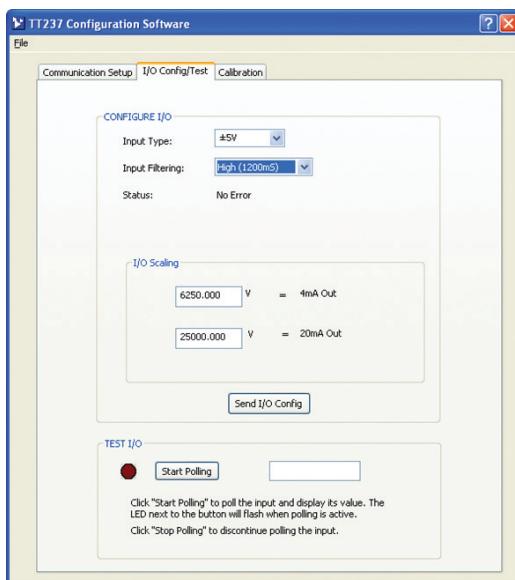 TT237 Configuration Software
File
Communication Setup I/O Config/Test Calibration
CONFIGURE I/O
Input Type: ±5V
Input Filtering: High (1200mS)
Status: No Error
I/O Scaling
6250.000 V = 4mA Out
25000.000 V = 20mA Out
Send I/O Config
TEST I/O
Start Polling
Click "Start Polling" to poll the input and display its value. The
LED next to the button will flash when polling is active.
Click "Stop Polling" to discontinue polling the input.